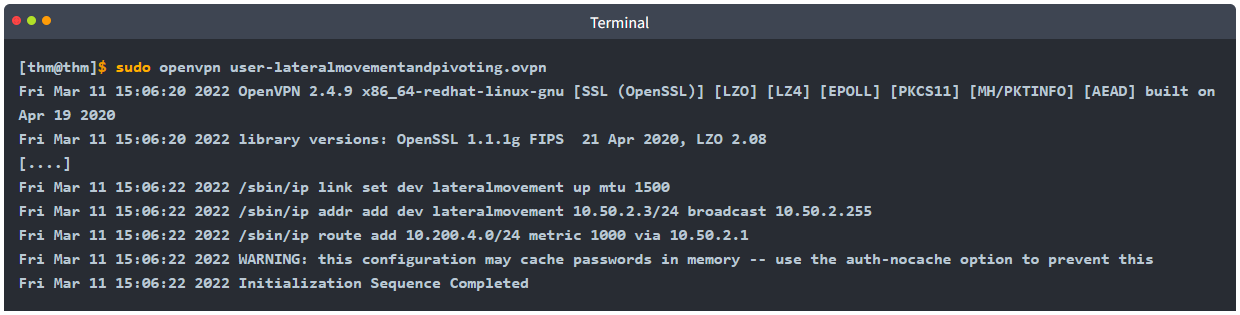 Terminal
[thm@thm]$ sudo openvpn user-lateralmovementandpivoting.ovpn
Fri Mar 11 15:06:20 2022 OpenVPN 2.4.9 x86_64-redhat-linux-gnu [SSL (OpenSSL)] [LZO] [LZ4] [EPOLL] [PKCS11] [MH/PKTINFO] [AEAD] built on
Apr 19 2020
Fri Mar 11 15:06:20 2022 library versions: OpenSSL 1.1.1g FIPS  21 Apr 2020, LZO 2.08
[....]
Fri Mar 11 15:06:22 2022 /sbin/ip link set dev lateralmovement up mtu 1500
Fri Mar 11 15:06:22 2022 /sbin/ip addr add dev lateralmovement 10.50.2.3/24 broadcast 10.50.2.255
Fri Mar 11 15:06:22 2022 /sbin/ip route add 10.200.4.0/24 metric 1000 via 10.50.2.1
Fri Mar 11 15:06:22 2022 WARNING: this configuration may cache passwords in memory -- use the auth-nocache option to prevent this
Fri Mar 11 15:06:22 2022 Initialization Sequence Completed